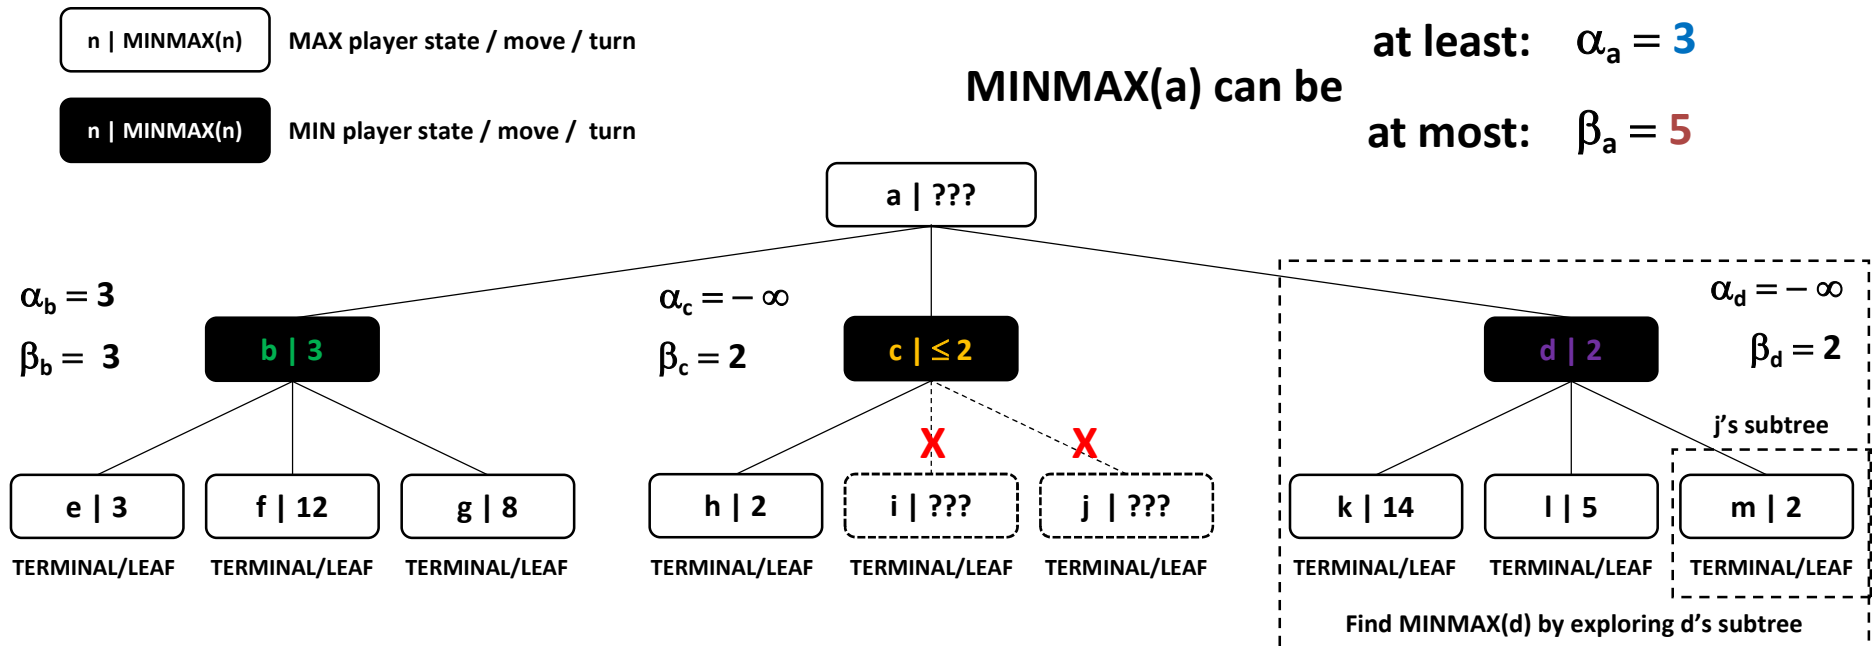 n | MINMAX(n) MAX player state / move / turn
n | MINMAX(n) MIN player state / move / turn
MINMAX(a) can be
at least: αa = 3
at most: βa = 5
a | ???
αb = 3
βb = 3
b | 3
αc = − ∞
βc = 2
c | ≤ 2
αd = − ∞
βd = 2
d | 2
X X
j's subtree
e | 3 f | 12 g | 8 h | 2 i | ??? j | ??? k | 14 l | 5 m | 2
TERMINAL/LEAF TERMINAL/LEAF TERMINAL/LEAF TERMINAL/LEAF TERMINAL/LEAF TERMINAL/LEAF TERMINAL/LEAF TERMINAL/LEAF TERMINAL/LEAF
Find MINMAX(d) by exploring d's subtree